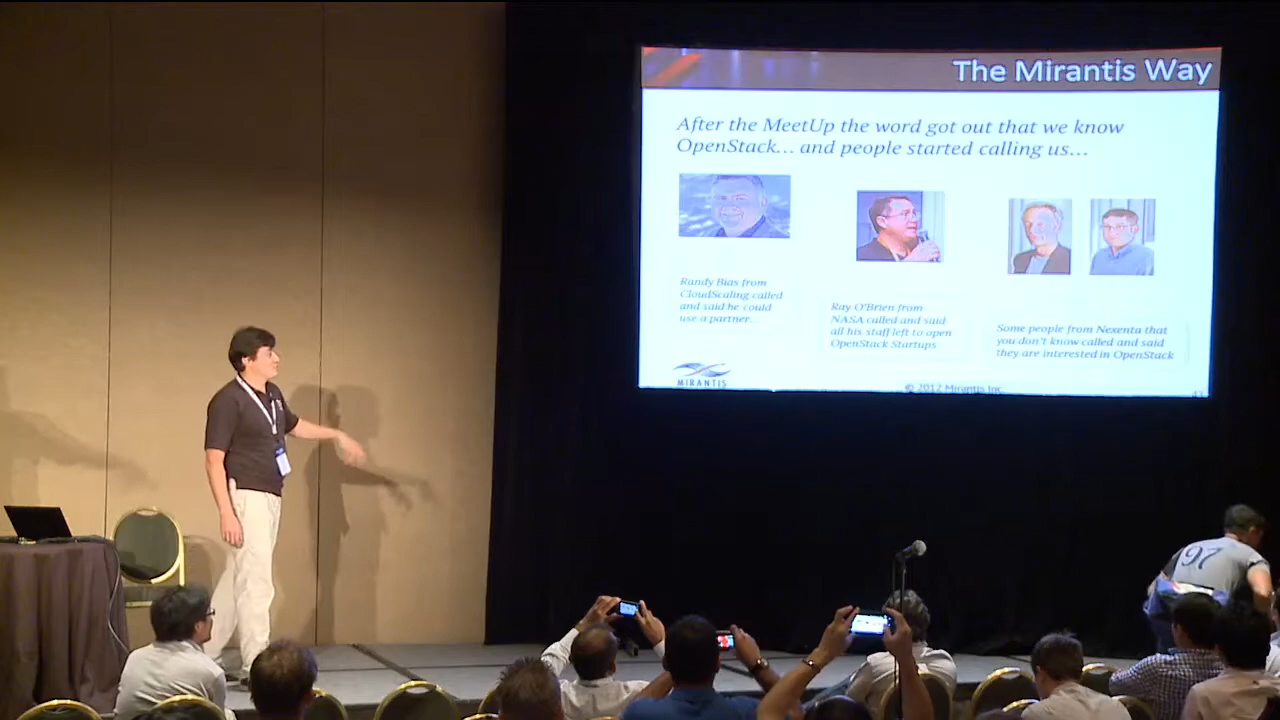 The Mirantis Way
After the MeetUp the word got out that we know
OpenStack... and people started calling us...
Randy Bias from
CloudScaling called
and said he could
use a partner...
Ray O'Brien from
NASA called and said
all his staff left to open
OpenStack Startups
Some people from Nexenta that
you don't know called and said
they are interested in OpenStack
MIRANTIS
© 2012 Mirantis Inc.
97